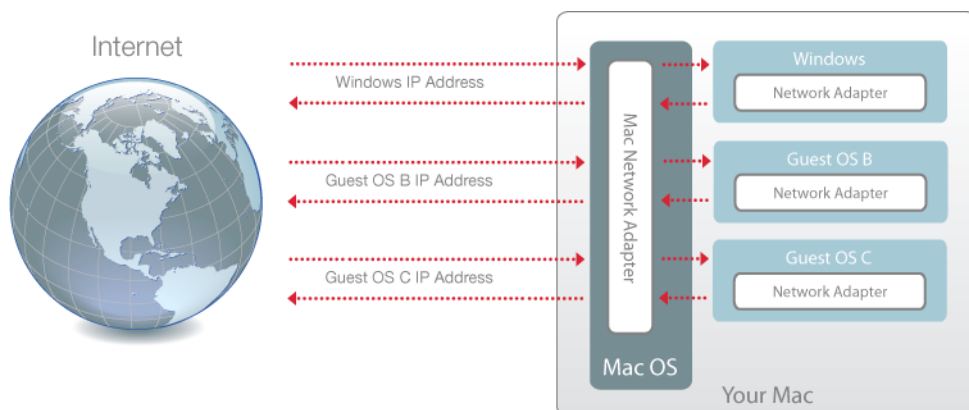 Internet
Windows IP Address
Guest OS B IP Address
Guest OS C IP Address
Mac Network Adapter
Mac OS
Windows
Network Adapter
Guest OS B
Network Adapter
Guest OS C
Network Adapter
Your Mac